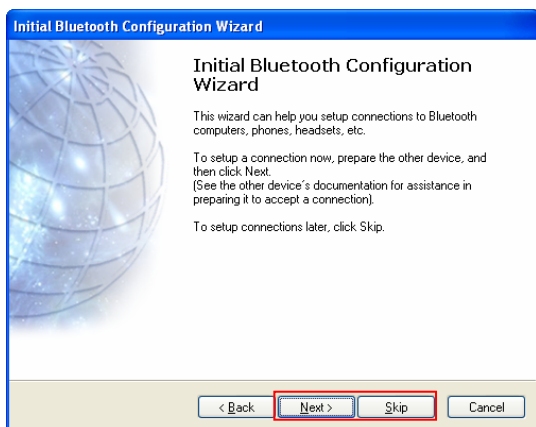 Initial Bluetooth Configuration Wizard
Initial Bluetooth Configuration
Wizard
This wizard can help you setup connections to Bluetooth
computers, phones, headsets, etc.
To setup a connection now, prepare the other device, and
then click Next.
(See the other device´s documentation for assistance in
preparing it to accept a connection).
To setup connections later, click Skip.
< Back Next > Skip Cancel